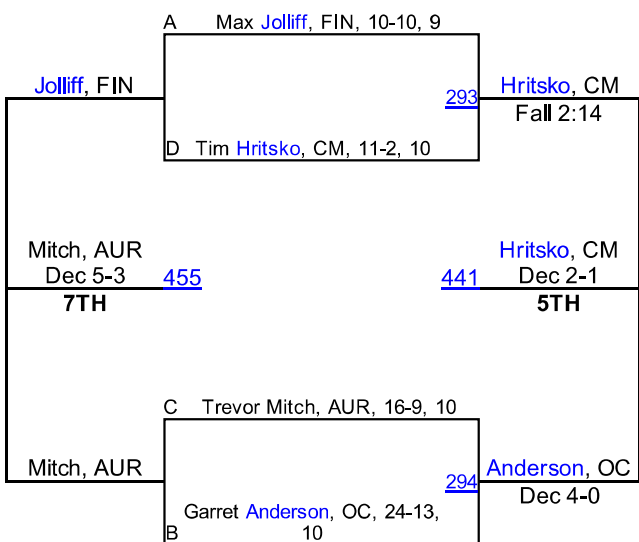 A Max Jolliff, FIN, 10-10, 9
Jolliff, FIN
293
Hritsko, CM
Fall 2:14
D Tim Hritsko, CM, 11-2, 10
Mitch, AUR
Dec 5-3
7TH
455
441
Hritsko, CM
Dec 2-1
5TH
C Trevor Mitch, AUR, 16-9, 10
Mitch, AUR
294
Anderson, OC
Dec 4-0
Garret Anderson, OC, 24-13,
B 10